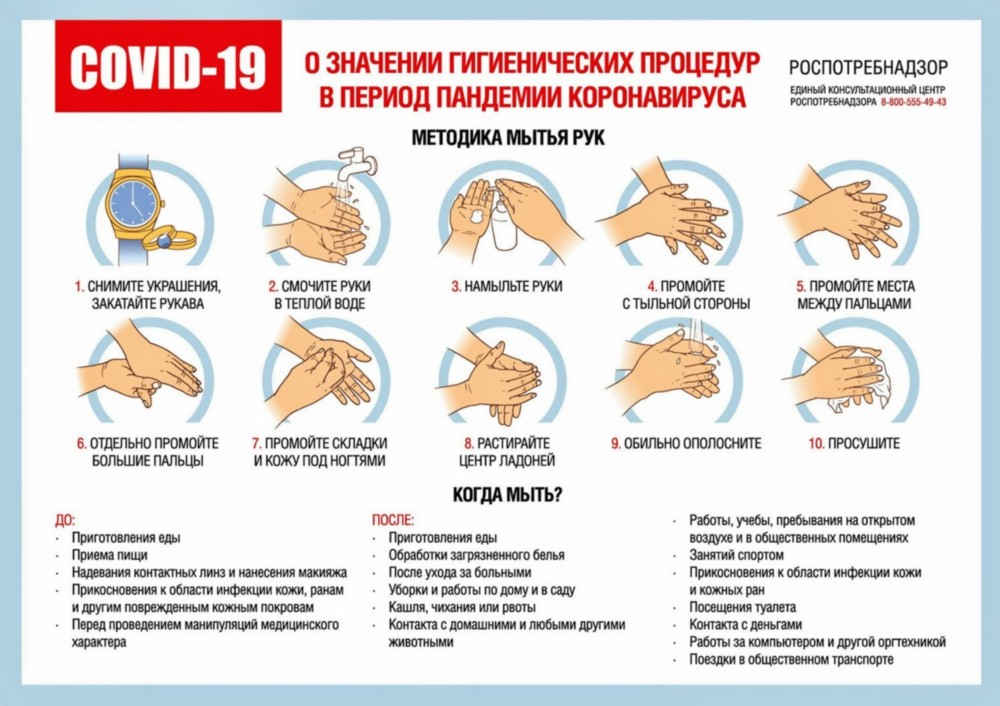 COVID-19
О ЗНАЧЕНИИ ГИГИЕНИЧЕСКИХ ПРОЦЕДУР
В ПЕРИОД ПАНДЕМИИ КОРОНАВИРУСА
РОСПОТРЕБНАДЗОР
ЕДИНЫЙ КОНСУЛЬТАЦИОННЫЙ ЦЕНТР
РОСПОТРЕБНАДЗОРА 8-800-555-49-43
МЕТОДИКА МЫТЬЯ РУК
1. СНИМИТЕ УКРАШЕНИЯ,
ЗАКАТАЙТЕ РУКАВА
2. СМОЧИТЕ РУКИ
В ТЕПЛОЙ ВОДЕ
3. НАМЫЛЬТЕ РУКИ
4. ПРОМОЙТЕ
С ТЫЛЬНОЙ СТОРОНЫ
5. ПРОМОЙТЕ МЕСТА
МЕЖДУ ПАЛЬЦАМИ
6. ОТДЕЛЬНО ПРОМОЙТЕ
БОЛЬШИЕ ПАЛЬЦЫ
7. ПРОМОЙТЕ СКЛАДКИ
И КОЖУ ПОД НОГТЯМИ
8. РАСТИРАЙТЕ
ЦЕНТР ЛАДОНЕЙ
9. ОБИЛЬНО ОПОЛОСНИТЕ
10. ПРОСУШИТЕ
КОГДА МЫТЬ?
ДО:
· Приготовления еды
· Приема пищи
· Надевания контактных линз и нанесения макияжа
· Прикосновения к области инфекции кожи, ранам
и другим поврежденным кожным покровам
· Перед проведением манипуляций медицинского
характера
ПОСЛЕ:
· Приготовления еды
· Обработки загрязненного белья
· После ухода за больными
· Уборки и работы по дому и в саду
· Кашля, чихания или рвоты
· Контакта с домашними и любыми другими
животными
· Работы, учебы, пребывания на открытом
воздухе и в общественных помещениях
· Занятий спортом
· Прикосновения к области инфекции кожи
и кожных ран
· Посещения туалета
· Контакта с деньгами
· Работы за компьютером и другой оргтехникой
· Поездки в общественном транспорте